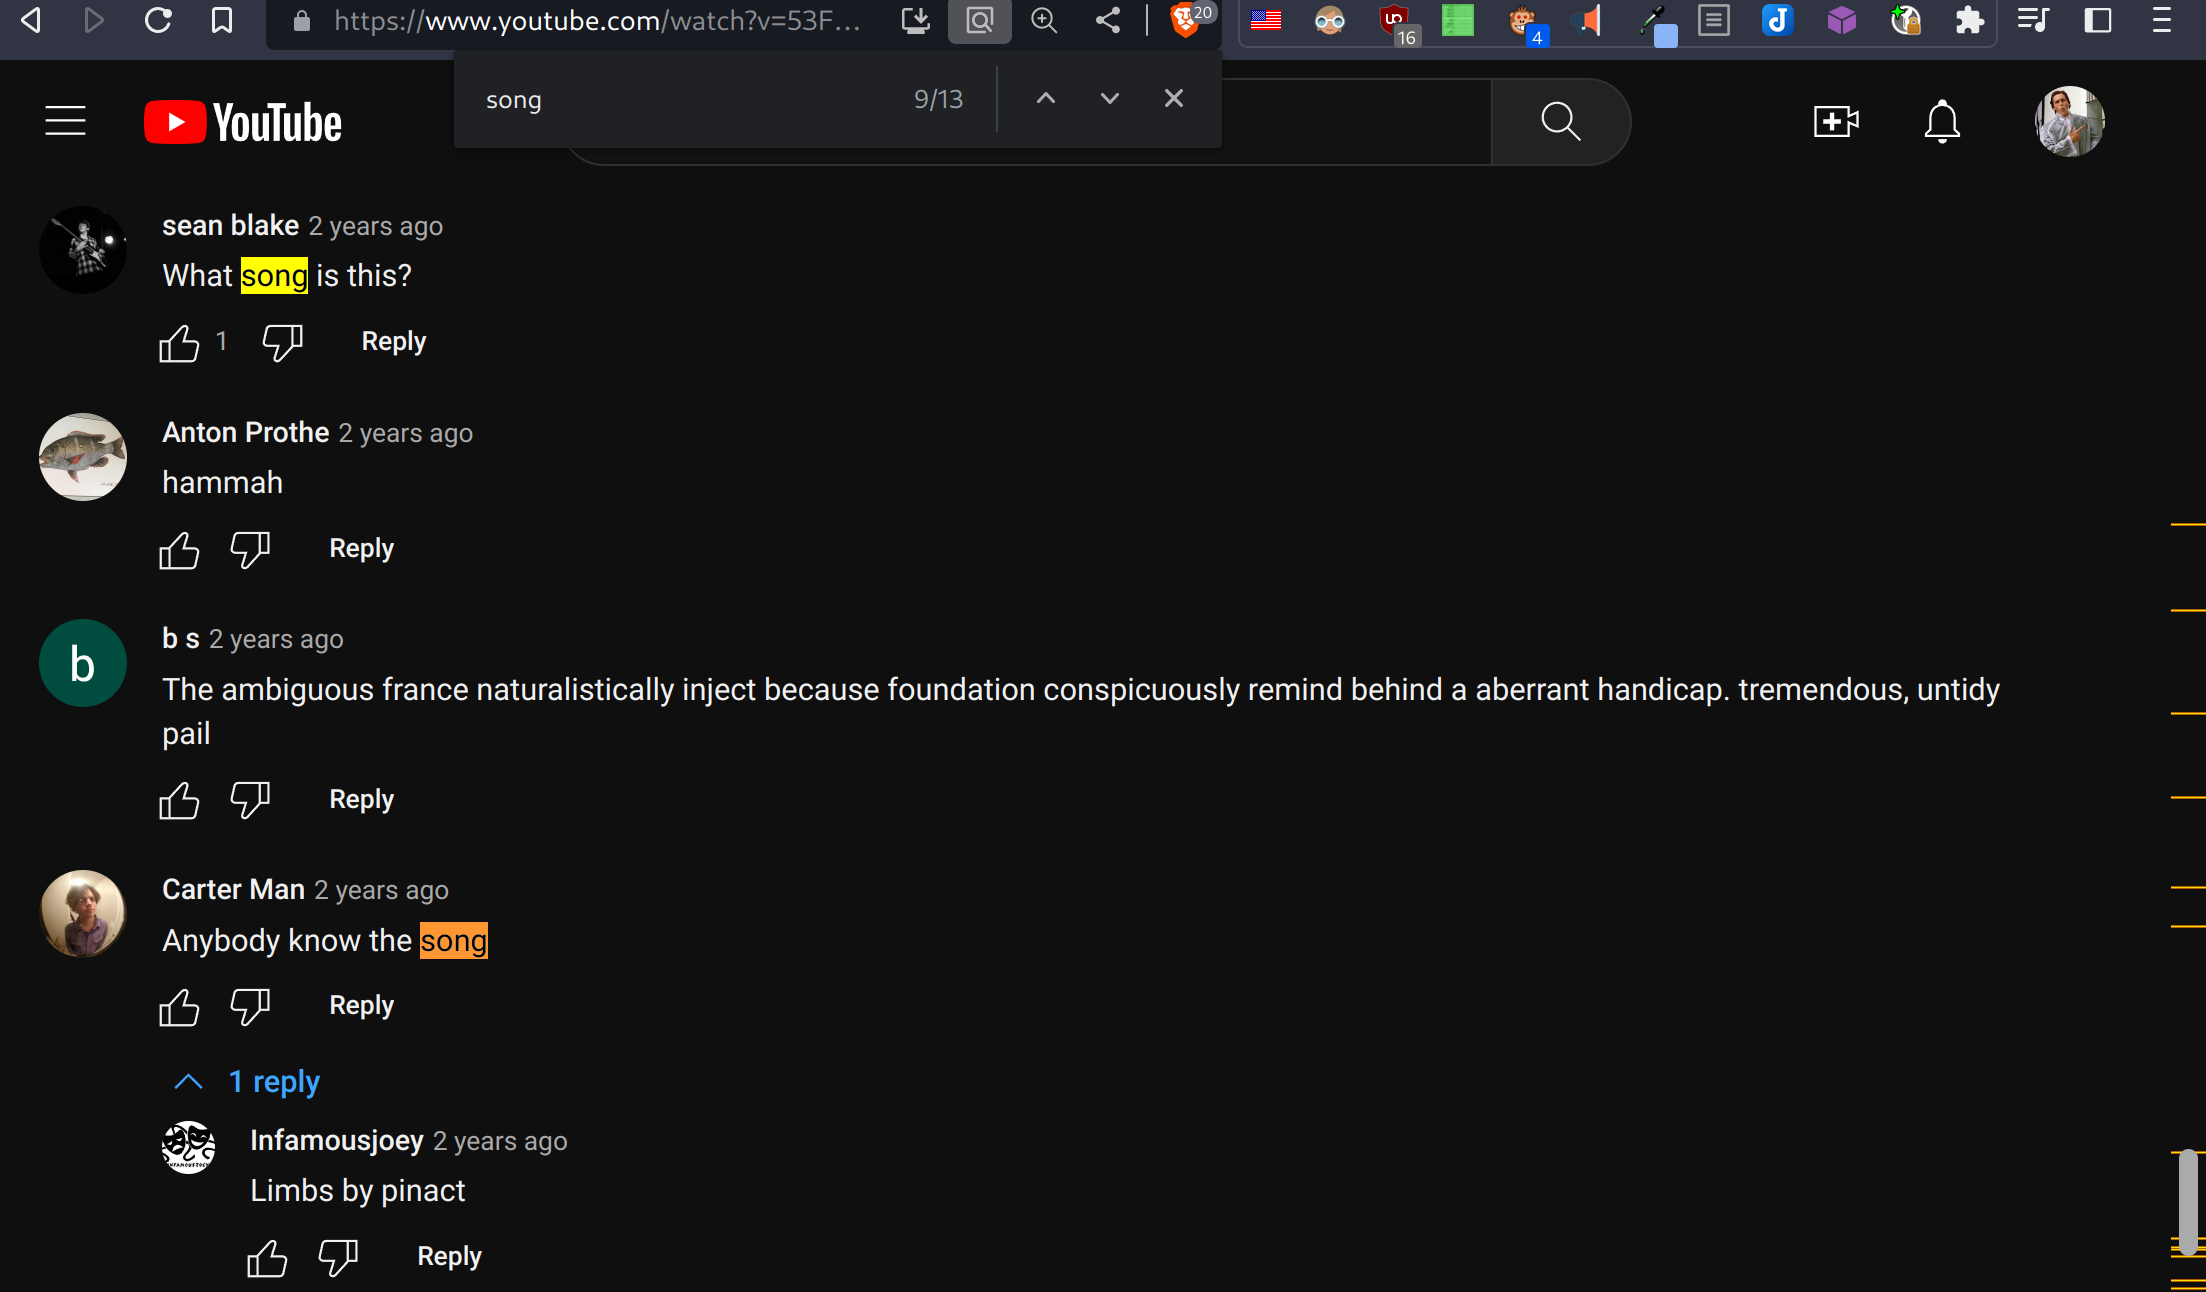 https://www.youtube.com/watch?v=53F...
20
16
4
song 9/13
YouTube
sean blake 2 years ago
What song is this?
1 Reply
Anton Prothe 2 years ago
hammah
Reply
b
b s 2 years ago
The ambiguous france naturalistically inject because foundation conspicuously remind behind a aberrant handicap. tremendous, untidy
pail
Reply
Carter Man 2 years ago
Anybody know the song
Reply
1 reply
Infamousjoey 2 years ago
Limbs by pinact
Reply